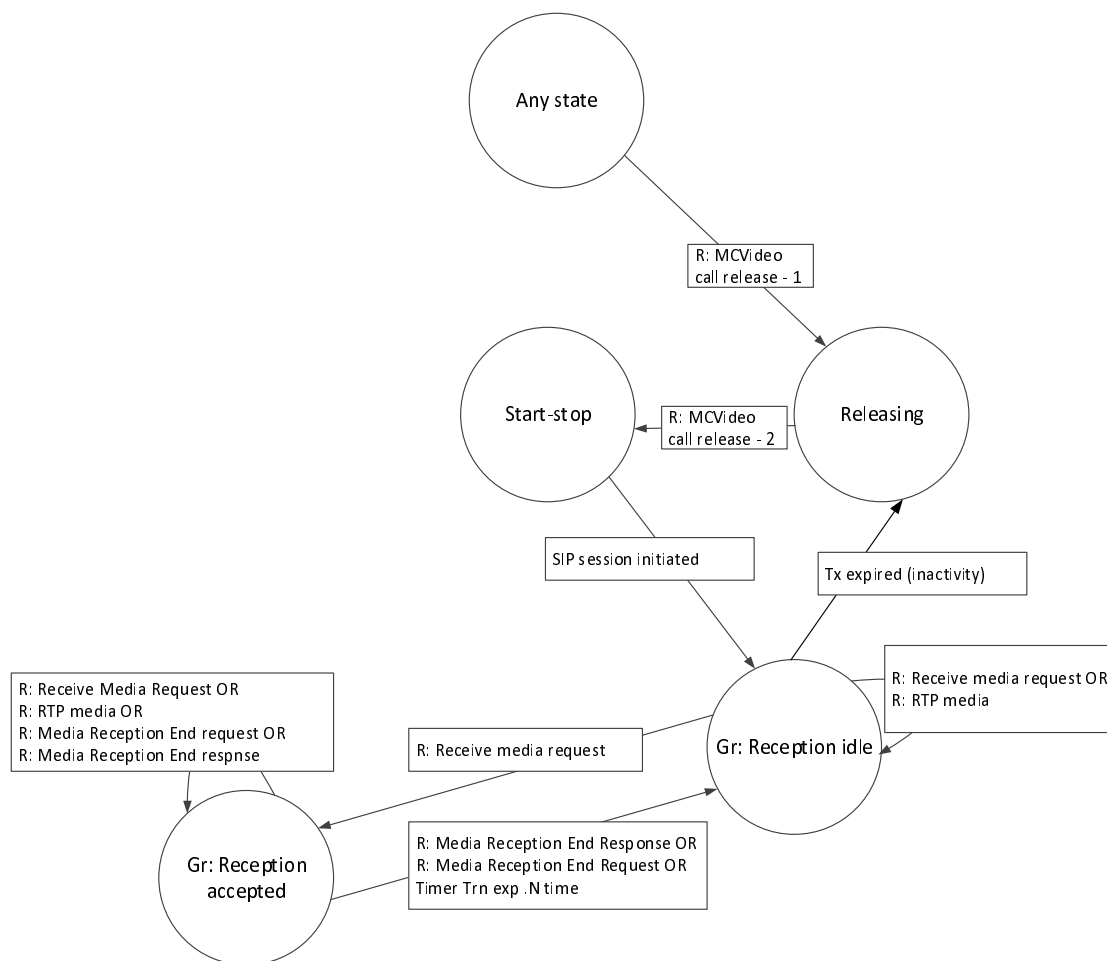 Any state
R: MCVideo
call release - 1
Start-stop
R: MCVideo
call release - 2
Releasing
SIP session initiated
Tx expired (inactivity)
R: Receive media request OR
R: RTP media
R: Receive Media Request OR
R: RTP media OR
R: Media Reception End request OR
R: Media Reception End respnse
R: Receive media request
Gr: Reception idle
R: Media Reception End Response OR
R: Media Reception End Request OR
Timer Trn exp .N time
Gr: Reception
accepted